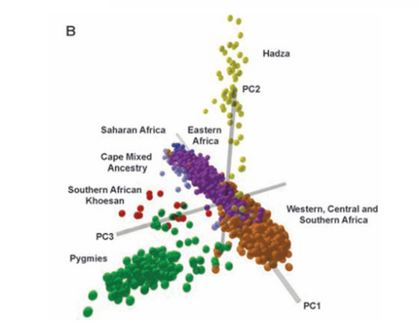 B
Hadza
PC2
Saharan Africa
Eastern
Africa
Cape Mixed
Ancestry
Southern African
Khoesan
Western, Central and
Southern Africa
PC3
Pygmies
PC1